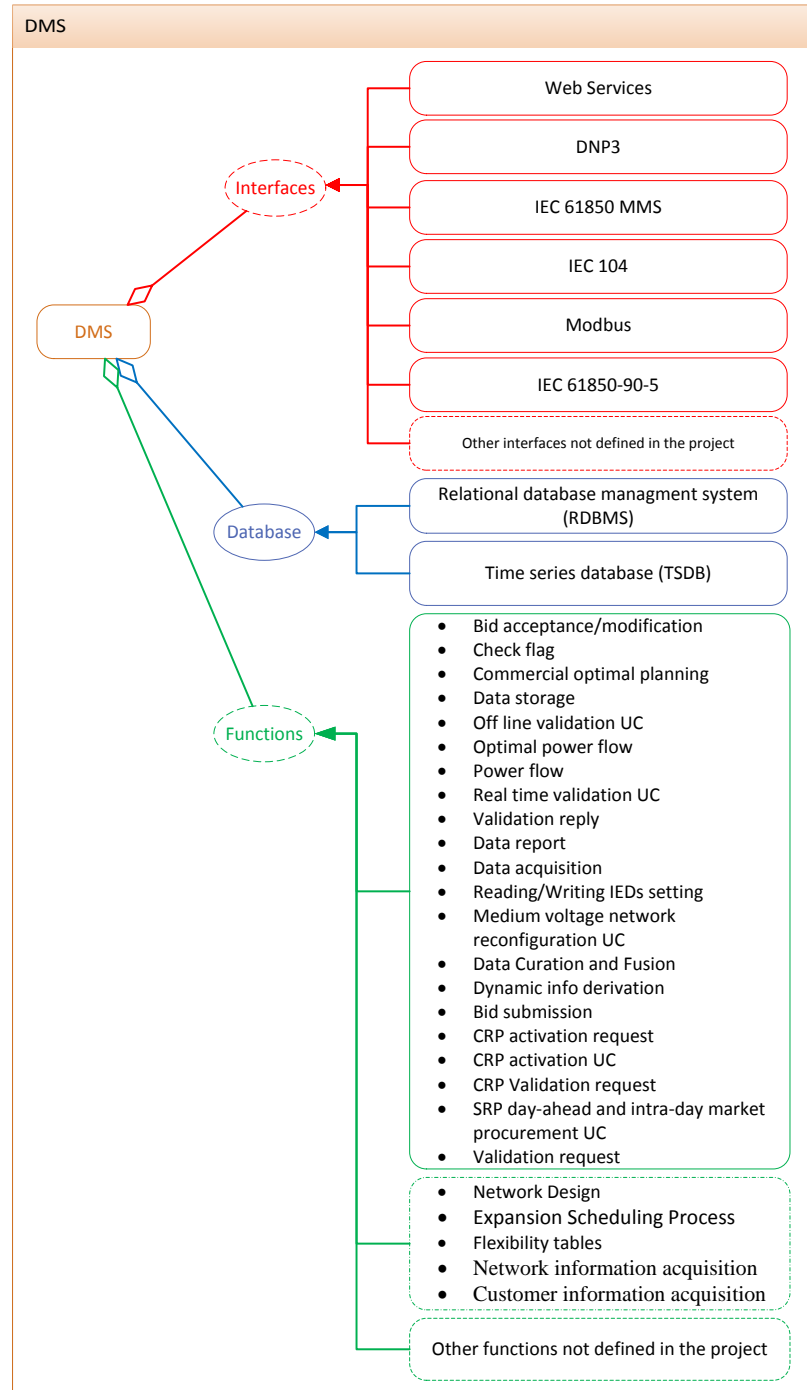 DMS
Web Services
DNP3
Interfaces
IEC 61850 MMS
IEC 104
DMS
Modbus
IEC 61850-90-5
Other interfaces not defined in the project
Relational database managment system
(RDBMS)
Database
Time series database (TSDB)
• Bid acceptance/modification
• Check flag
• Commercial optimal planning
• Data storage
• Off line validation UC
Functions
• Optimal power flow
• Power flow
• Real time validation UC
• Validation reply
• Data report
• Data acquisition
• Reading/Writing IEDs setting
• Medium voltage network
reconfiguration UC
• Data Curation and Fusion
• Dynamic info derivation
• Bid submission
• CRP activation request
• CRP activation UC
• CRP Validation request
• SRP day-ahead and intra-day market
procurement UC
• Validation request
• Network Design
• Expansion Scheduling Process
• Flexibility tables
• Network information acquisition
• Customer information acquisition
Other functions not defined in the project